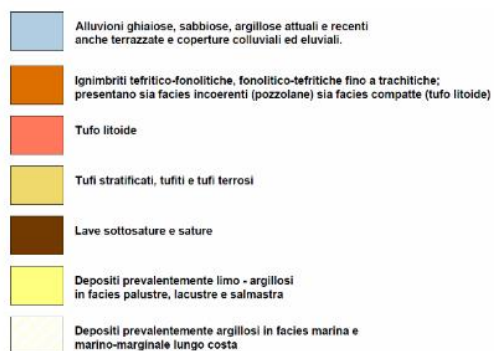 Alluvioni ghiaiose, sabbiose, argillose attuali e recenti
anche terrazzate e coperture colluviali ed eluviali.
Ignimbriti tefritico-fonolitiche, fonolitico-tefritiche fino a trachitiche;
presentano sia facies incoerenti (pozzolane) sia facies compatte (tufo litoide)
Tufo litoide
Tufi stratificati, tufiti e tufi terrosi
Lave sottosature e sature
Depositi prevalentemente limo - argillosi
in facies palustre, lacustre e salmastra
Depositi prevalentemente argillosi in facies marina e
marino-marginale lungo costa